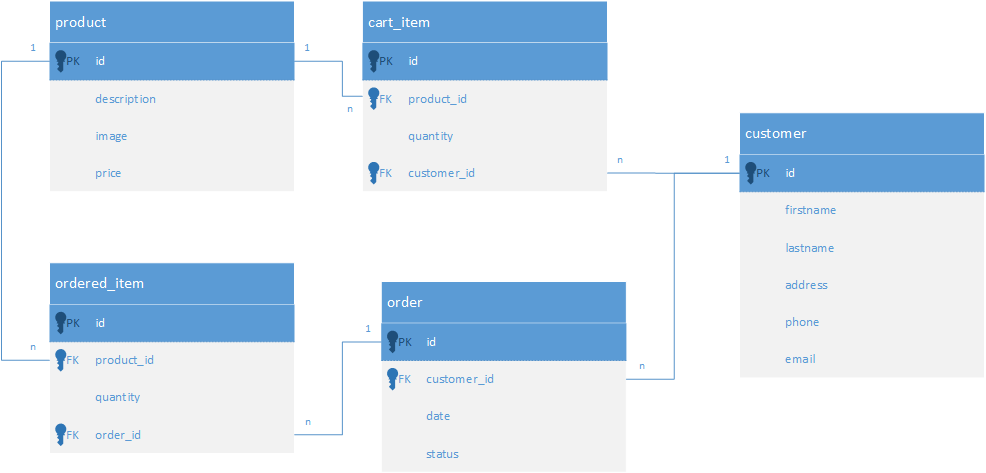 product
PK id
description
image
price
cart_item
PK id
FK product_id
quantity
FK customer_id
customer
PK id
firstname
lastname
address
phone
email
ordered_item
PK id
FK product_id
quantity
FK order_id
order
PK id
FK customer_id
date
status
1
1
n
n
1
n
1
n
n